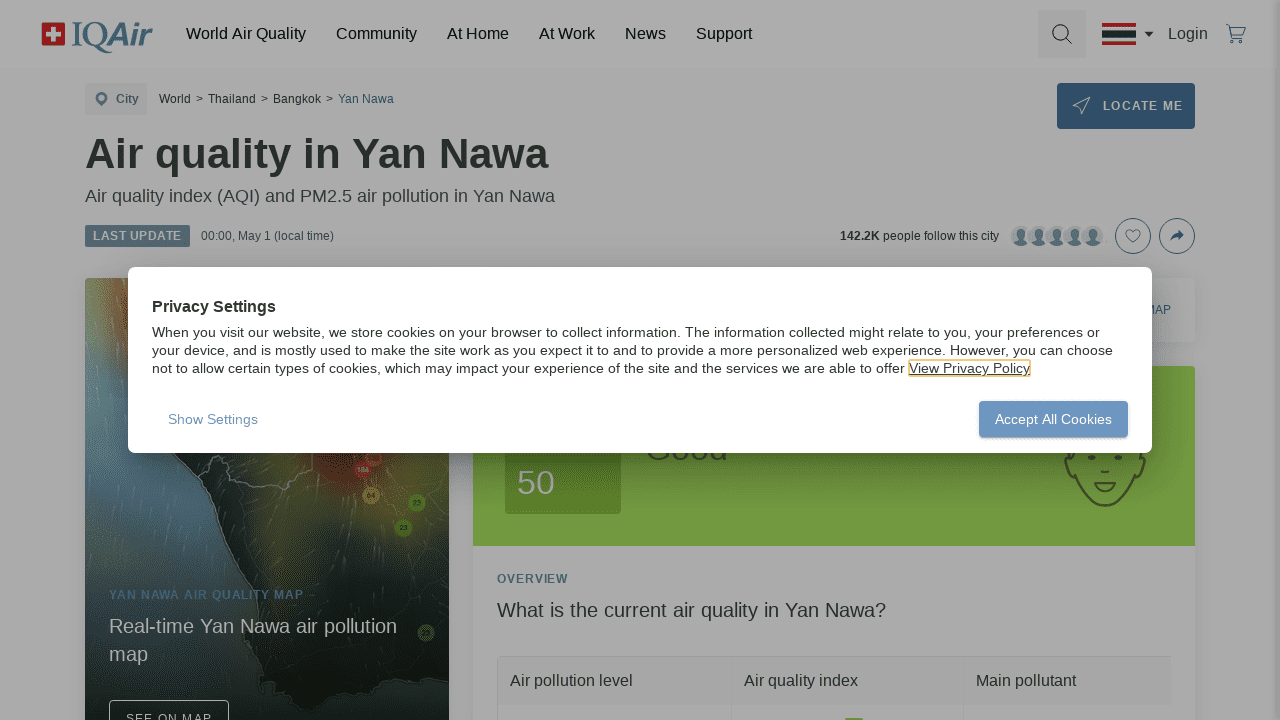 IQAir
World Air Quality
Community
At Home
At Work
News
Support
Login
City
World > Thailand > Bangkok > Yan Nawa
LOCATE ME
Air quality in Yan Nawa
Air quality index (AQI) and PM2.5 air pollution in Yan Nawa
LAST UPDATE 00:00, May 1 (local time)
142.2K people follow this city
MAP
Privacy Settings
When you visit our website, we store cookies on your browser to collect information. The information collected might relate to you, your preferences or
your device, and is mostly used to make the site work as you expect it to and to provide a more personalized web experience. However, you can choose
not to allow certain types of cookies, which may impact your experience of the site and the services we are able to offer View Privacy Policy
Show Settings
Accept All Cookies
Good
50
YAN NAWA AIR QUALITY MAP
Real-time Yan Nawa air pollution
map
SEE ON MAP
OVERVIEW
What is the current air quality in Yan Nawa?
Air pollution level
Air quality index
Main pollutant